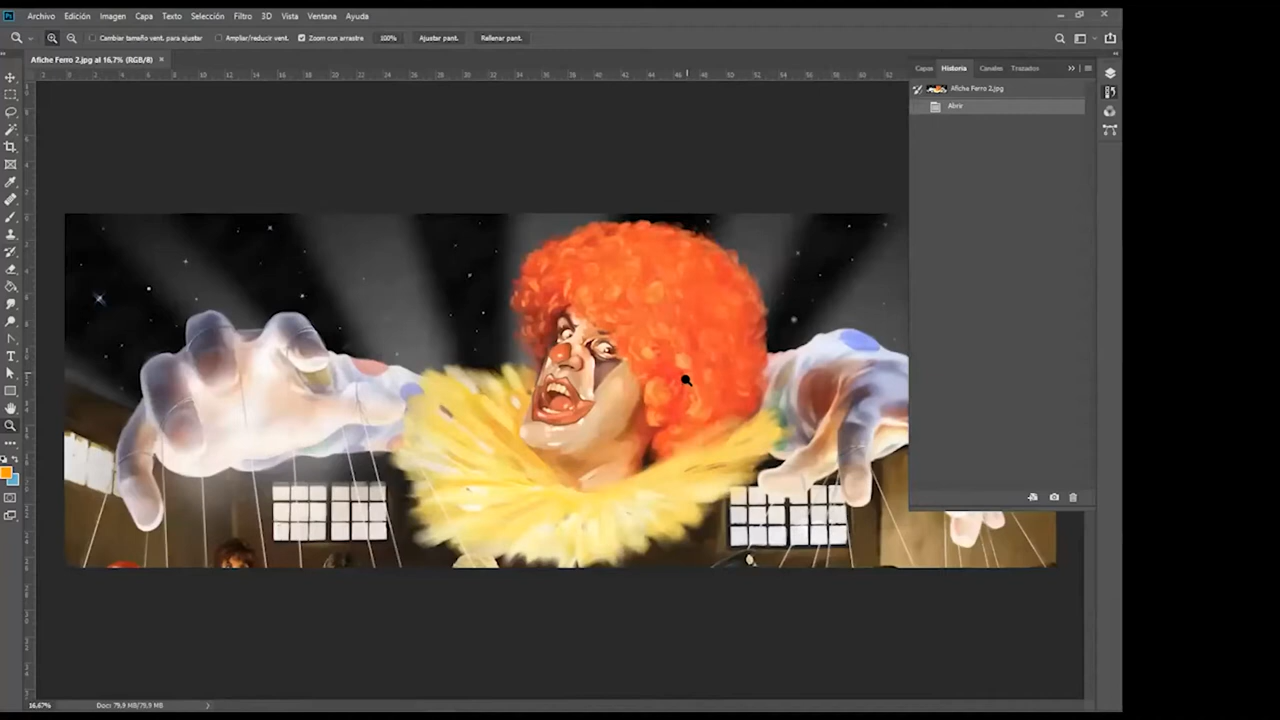 Ps Archivo Edición Imagen Capa Texto Selección Filtro 3D Vista Ventana Ayuda
Cambiar tamaño vent. para ajustar Ampliar/reducir vent. Zoom con arrastre 100% Ajustar pant. Rellenar pant.
Afiche Ferro 2.jpg al 16,7% (RGB/8) ×
Capas Historia Canales Trazados
Afiche Ferro 2.jpg
Abrir
16,67% Doc: 79,9 MB/79,9 MB